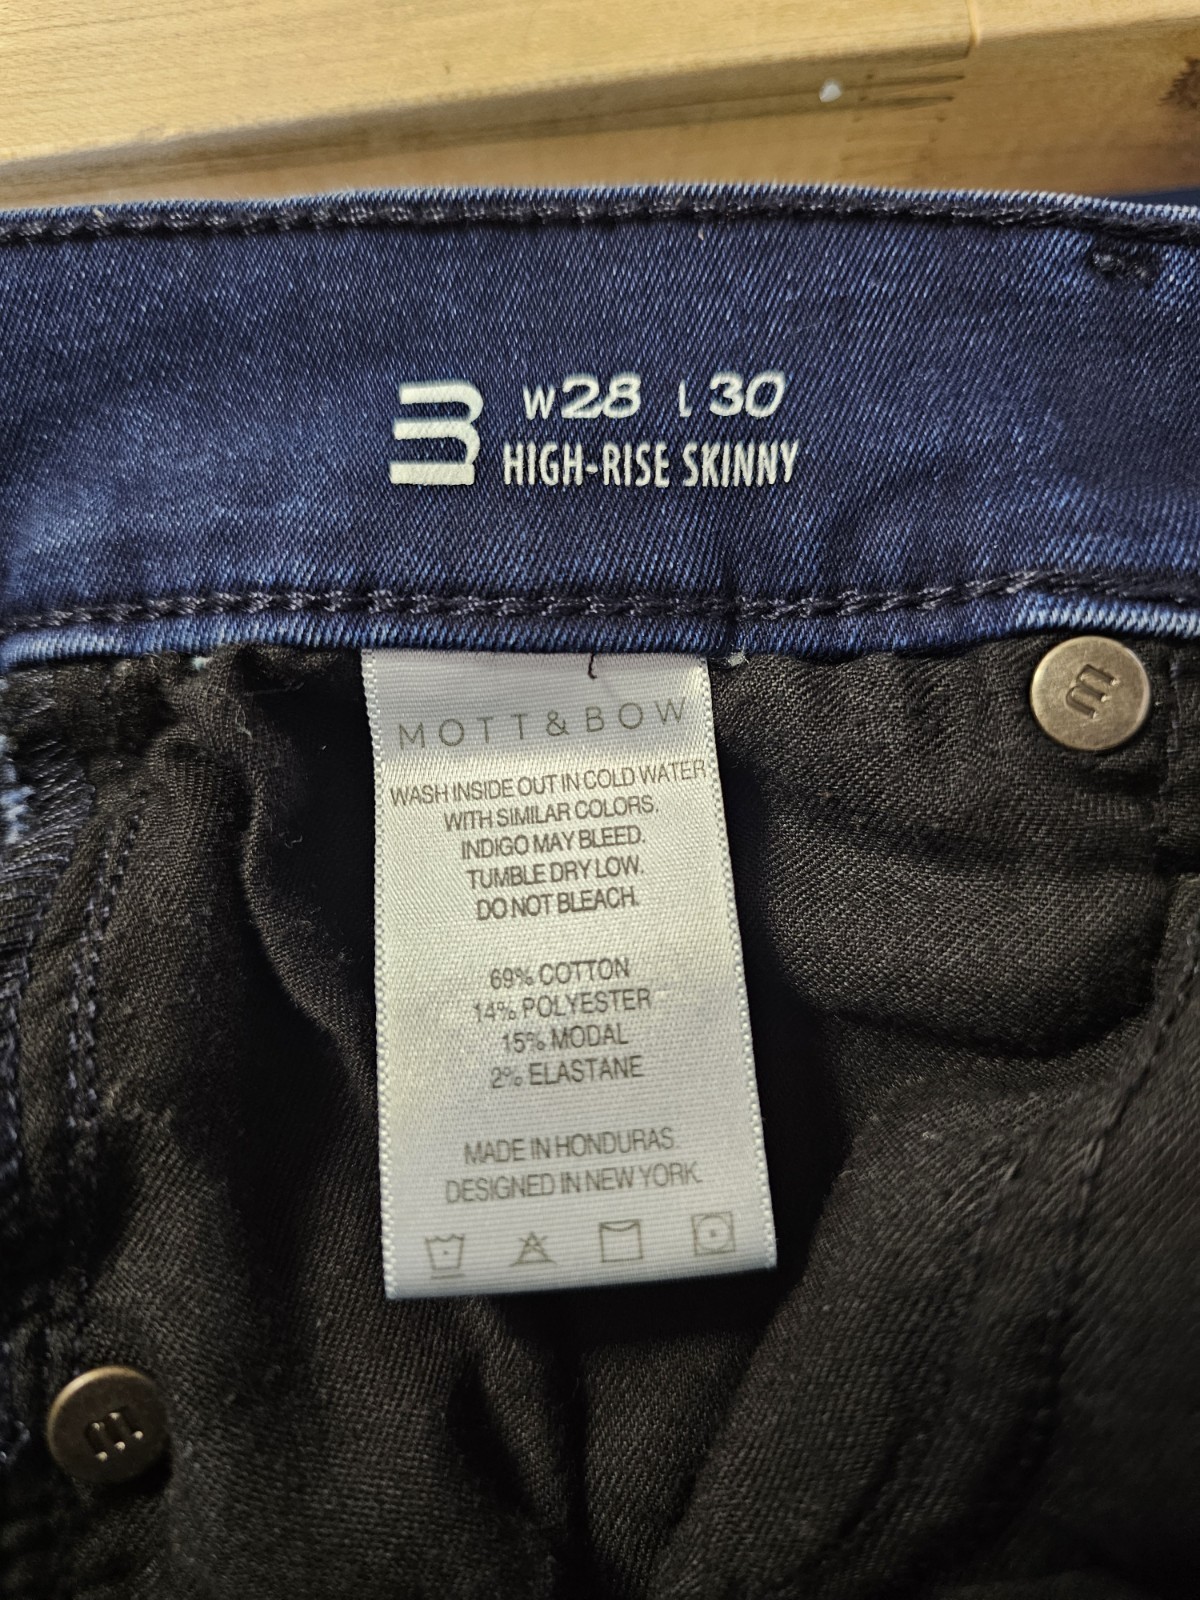 W28 L30
HIGH-RISE SKINNY
MOTT & BOW
WASH INSIDE OUT IN COLD WATER
WITH SIMILAR COLORS.
INDIGO MAY BLEED.
TUMBLE DRY LOW.
DO NOT BLEACH.
69% COTTON
14% POLYESTER
15% MODAL
2% ELASTANE
MADE IN HONDURAS
DESIGNED IN NEW YORK.